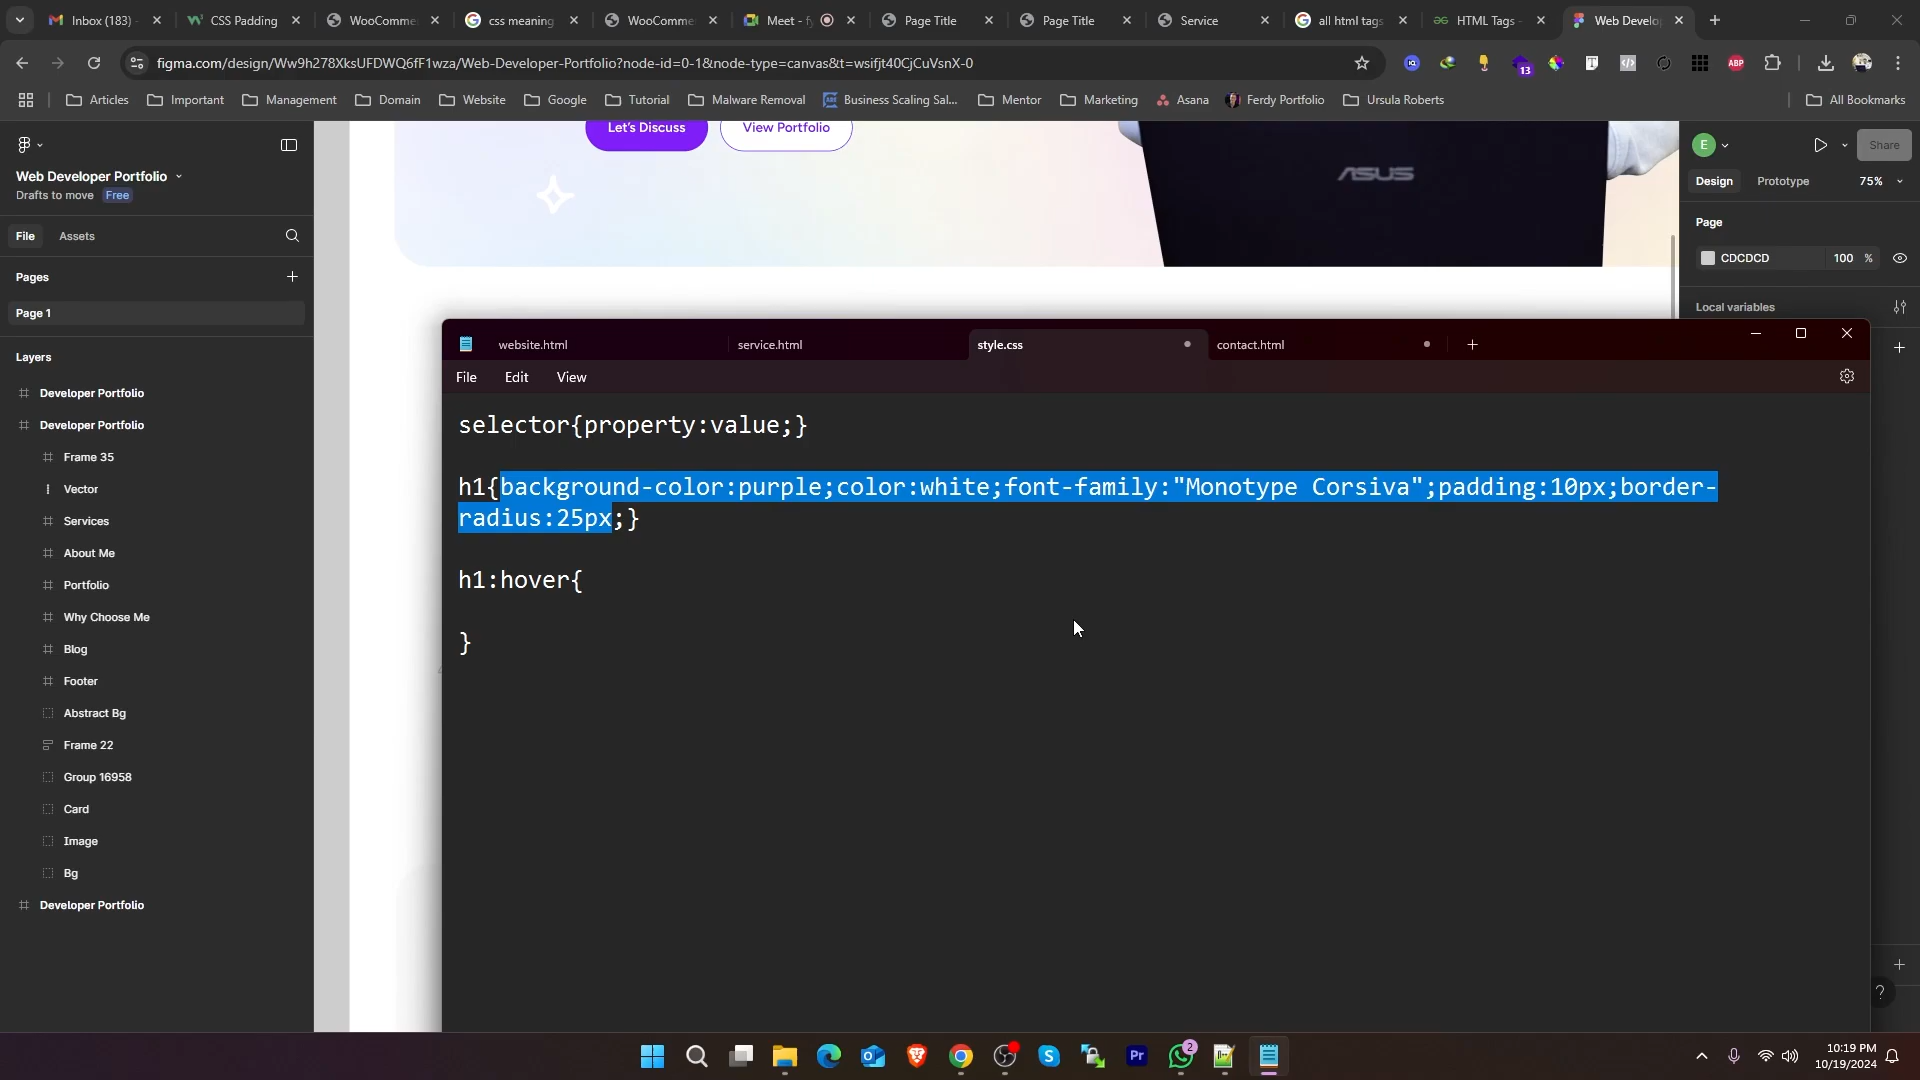 Inbox (183) -
CSS Padding
WooComme
css meaning
WooComme
Meet - fy
Page Title
Page Title
Service
all html tags
HTML Tags -
Web Develop
figma.com/design/Ww9h278XksUFDWQ6fF1wza/Web-Developer-Portfolio?node-id=0-1&node-type=canvas&t=wsifjt40CjCuVsnX-0
13
ABP
Articles
Important
Management
Domain
Website
Google
Tutorial
Malware Removal
Business Scaling Sal...
Mentor
Marketing
Asana
Ferdy Portfolio
Ursula Roberts
All Bookmarks
Web Developer Portfolio
Drafts to move
Free
File
Assets
Pages
Page 1
Layers
Developer Portfolio
Developer Portfolio
Frame 35
Vector
Services
About Me
Portfolio
Why Choose Me
Blog
Footer
Abstract Bg
Frame 22
Group 16958
Card
Image
Bg
Developer Portfolio
Let's Discuss
View Portfolio
ASUS
E
Share
Design
Prototype
75%
Page
CDCDCD
100
%
Local variables
website.html
service.html
style.css
contact.html
File
Edit
View
selector{property:value;}
h1{background-color:purple;color:white;font-family:"Monotype Corsiva";padding:10px;border-
radius:25px;}
h1:hover{
}
?
Pr
2
10:19 PM
10/19/2024